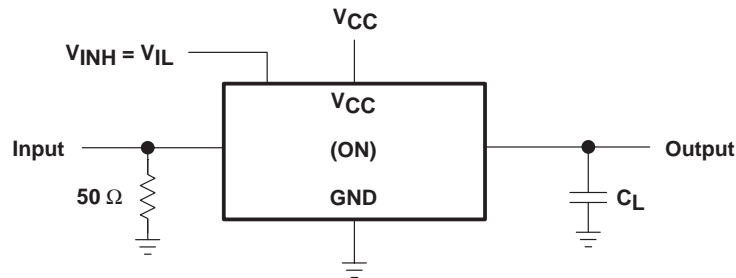 VCC
VINH = VIL
VCC
Input
(ON)
Output
50 Ω
GND
CL